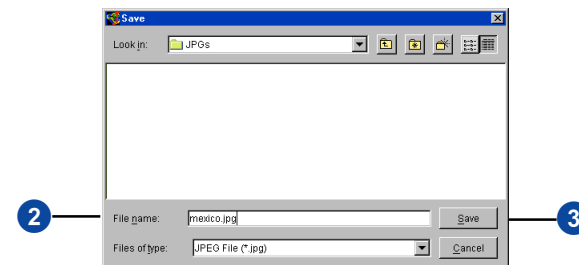 Save
Look in: JPGs
2 File name: mexico.jpg Save 3
Files of type: JPEG File (*.jpg) Cancel